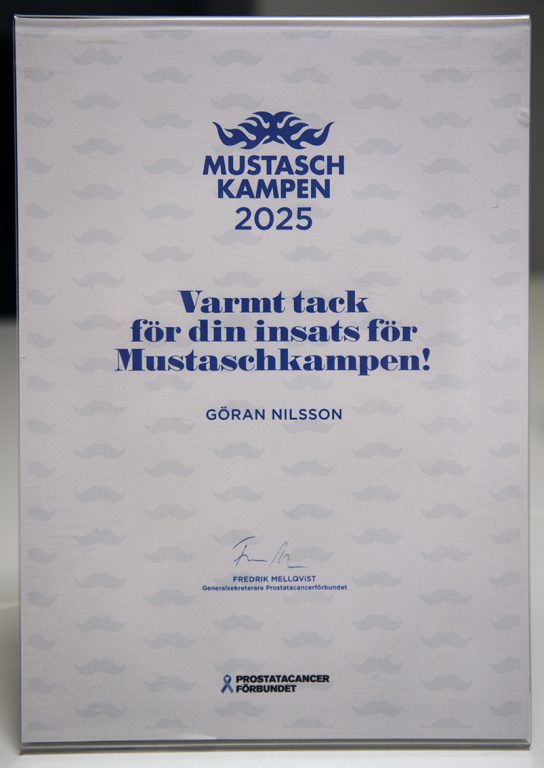 MUSTASCH
KAMPEN
2025
Varmt tack
för din insats för
Mustaschkampen!
GÖRAN NILSSON
FREDRIK MELLQVIST
Generalsekreterare Prostatacancerförbundet
PROSTATACANCER
FÖRBUNDET